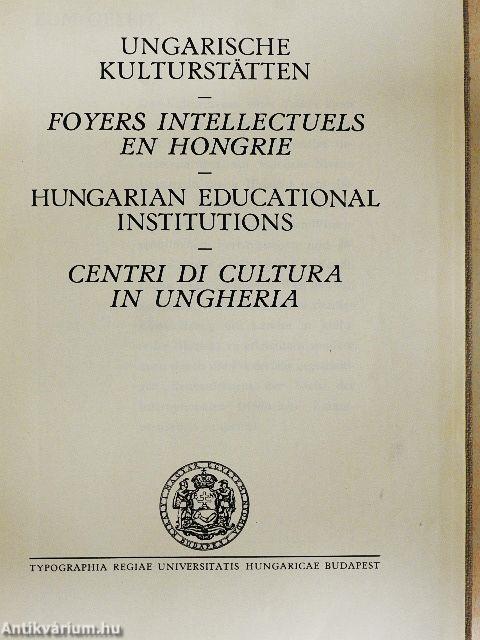 UNGARISCHE
KULTURSTÄTTEN
—
FOYERS INTELLECTUELS
EN HONGRIE
—
HUNGARIAN EDUCATIONAL
INSTITUTIONS
—
CENTRI DI CULTURA
IN UNGHERIA
TYPOGRAPHIA REGIAE UNIVERSITATIS HUNGARICAE BUDAPEST
Antikvárium.hu